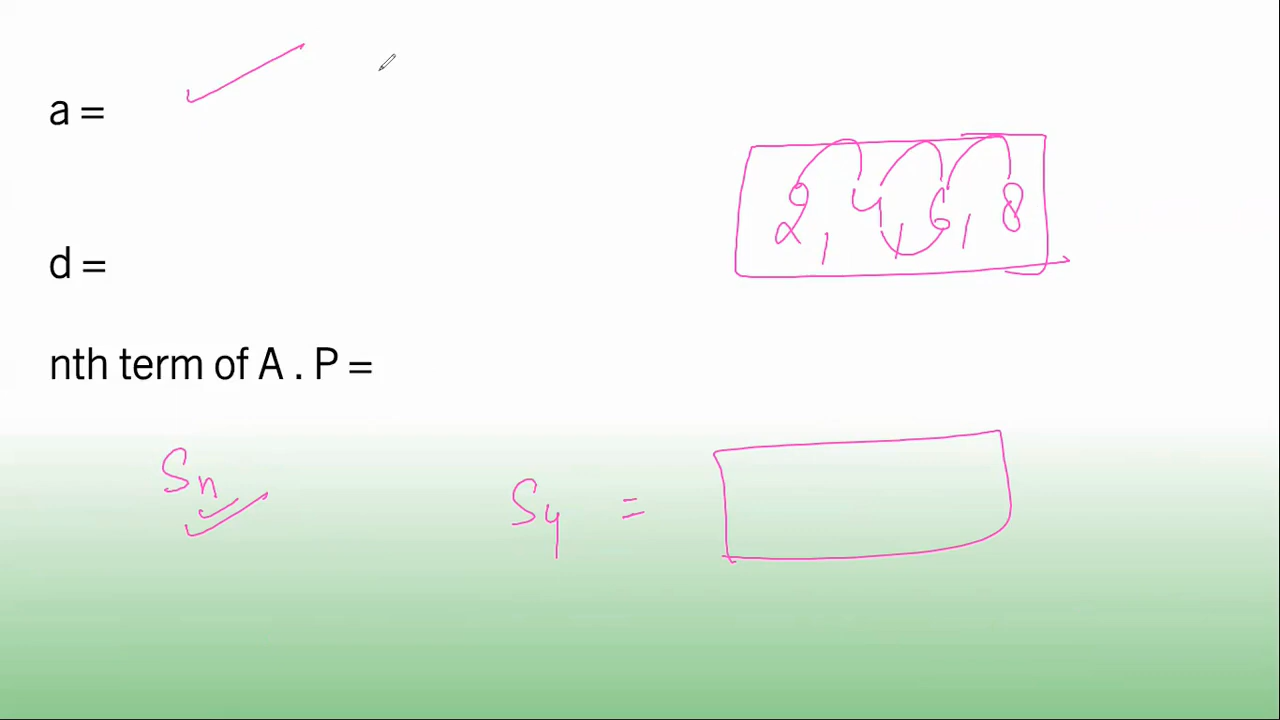 a =
2, 4, 6, 8
d =
nth term of A . P =
Sn
S4 =